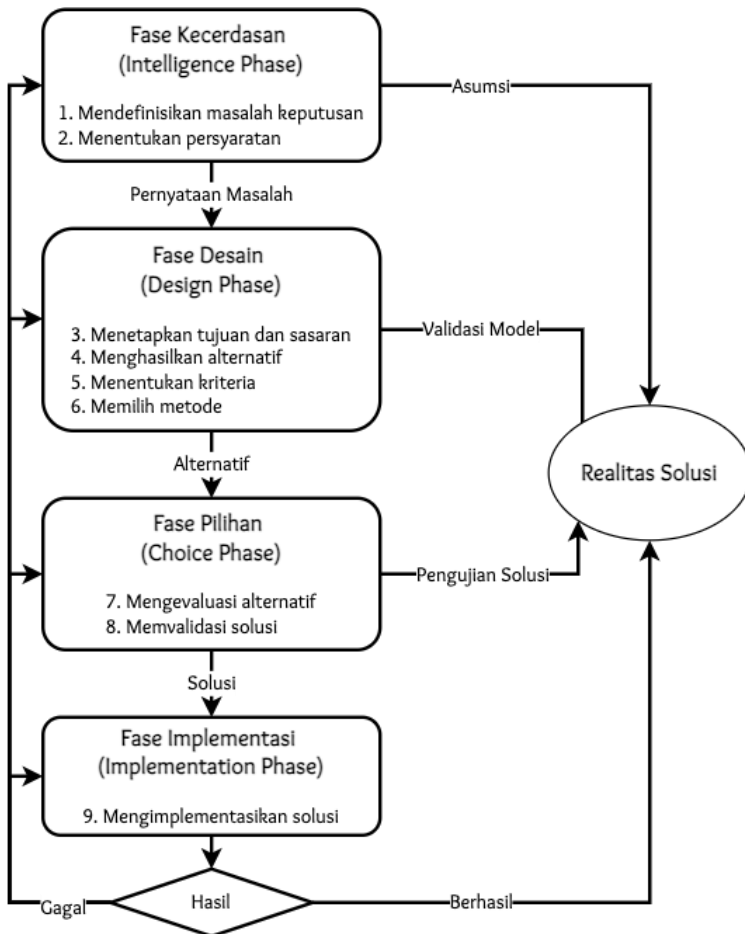 Fase Kecerdasan
(Intelligence Phase)
1. Mendefinisikan masalah keputusan
2. Menentukan persyaratan
Asumsi
Pernyataan Masalah
Fase Desain
(Design Phase)
3. Menetapkan tujuan dan sasaran
4. Menghasilkan alternatif
5. Menentukan kriteria
6. Memilih metode
Validasi Model
Realitas Solusi
Alternatif
Fase Pilihan
(Choice Phase)
7. Mengevaluasi alternatif
8. Memvalidasi solusi
Pengujian Solusi
Solusi
Fase Implementasi
(Implementation Phase)
9. Mengimplementasikan solusi
Gagal
Hasil
Berhasil